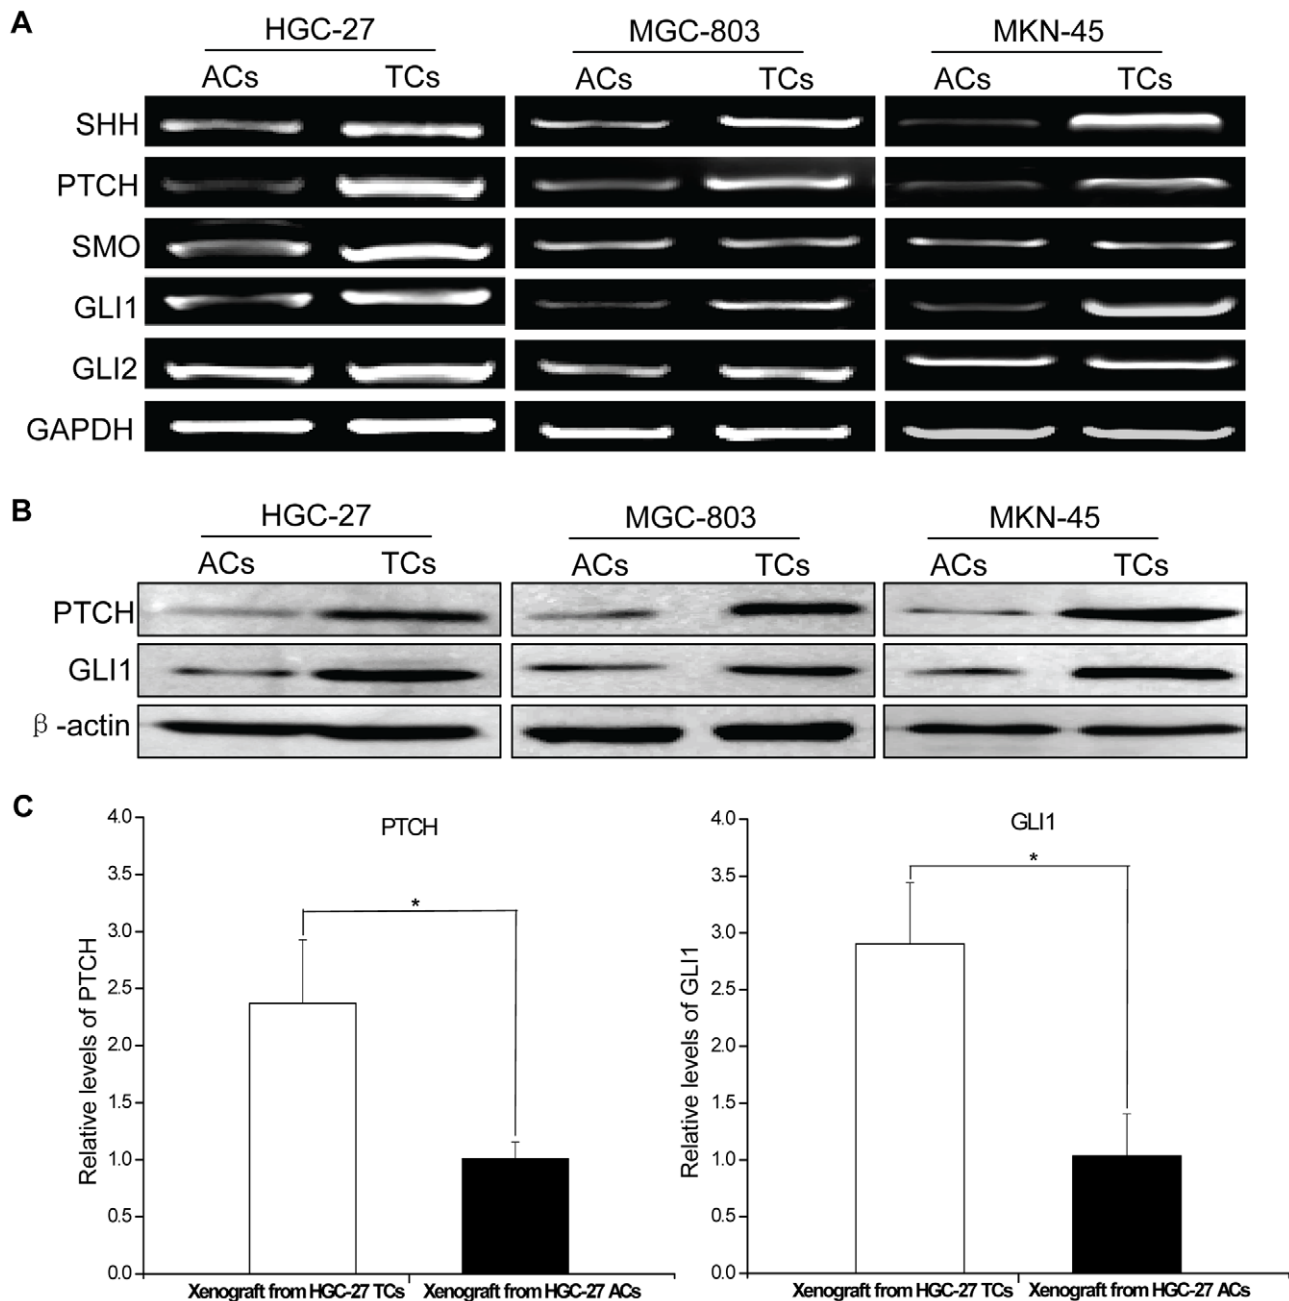 A
HGC-27 MGC-803 MKN-45
ACs TCs ACs TCs ACs TCs
SHH
PTCH
SMO
GLI1
GLI2
GAPDH
B
HGC-27 MGC-803 MKN-45
ACs TCs ACs TCs ACs TCs
PTCH
GLI1
β-actin
C
PTCH
4.0
3.5
3.0
2.5
2.0
1.5
1.0
0.5
0.0
Relative levels of PTCH
*
Xenograft from HGC-27 TCs Xenograft from HGC-27 ACs
GLI1
4.0
3.5
3.0
2.5
2.0
1.5
1.0
0.5
0.0
Relative levels of GLI1
*
Xenograft from HGC-27 TCs Xenograft from HGC-27 ACs